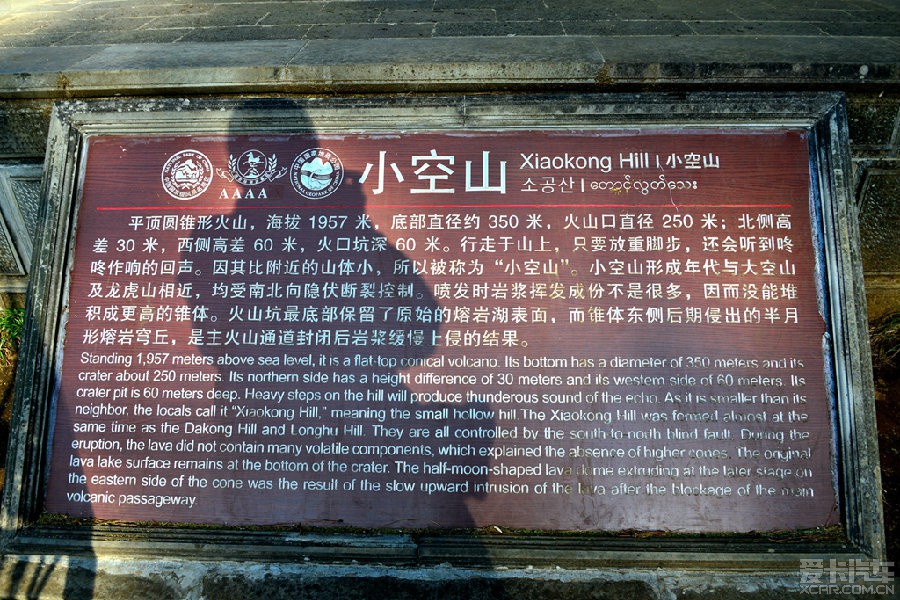 AAAA
小空山
Xiaokong Hill | 小空山
소공산 |
平顶圆锥形火山，海拔 1957 米，底部直径约 350 米，火山口直径 250 米；北侧高
差 30 米，西侧高差 60 米，火口坑深 60 米。行走于山上，只要放重脚步，还会听到咚
咚作响的回声。因其比附近的山体小，所以被称为“小空山”。小空山形成年代与大空山
及龙虎山相近，均受南北向隐伏断裂控制。喷发时岩浆挥发成份不是很多，因而没能堆
积成更高的锥体。火山坑最底部保留了原始的熔岩湖表面，而锥体东侧后期侵出的半月
形熔岩穹丘，是主火山通道封闭后岩浆缓慢上侵的结果。
Standing 1,957 meters above sea level, it is a flat-top conical volcano. Its bottom has a diameter of 350 meters and its
crater about 250 meters. Its northern side has a height difference of 30 meters and its western side of 60 meters. Its
crater pit is 60 meters deep. Heavy steps on the hill will produce thunderous sound of the echo. As it is smaller than its
neighbor, the locals call it "Xiaokong Hill," meaning the small hollow hill.The Xiaokong Hill was formed almost at the
same time as the Dakong Hill and Longhu Hill. They are all controlled by the south-to-north blind fault. During the
eruption, the lava did not contain many volatile components, which explained the absence of higher cones. The original
lava lake surface remains at the bottom of the crater. The half-moon-shaped lava dome extruding at the later stage on
the eastern side of the cone was the result of the slow upward intrusion of the lava after the blockage of the main
volcanic passageway.
爱卡汽车
XCAR.COM.CN